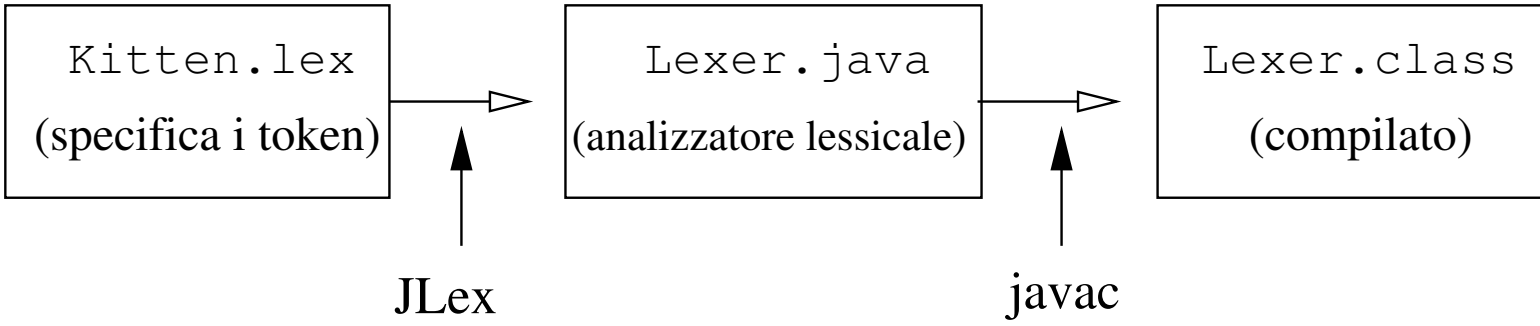 Kitten.lex
(specifica i token)
Lexer.java
(analizzatore lessicale)
Lexer.class
(compilato)
JLex
javac